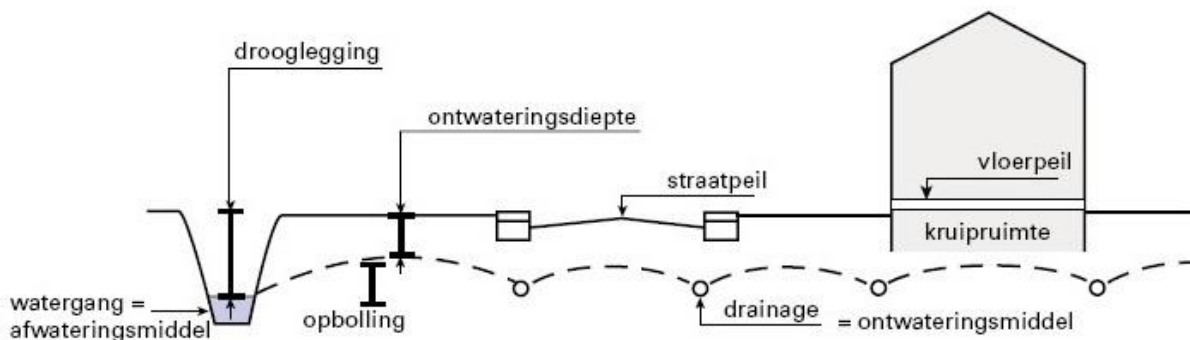 drooglegging
ontwateringsdiepte
vloerpeil
straatpeil
kruipruimte
watergang =
afwateringsmiddel
opbolling
drainage = ontwateringsmiddel